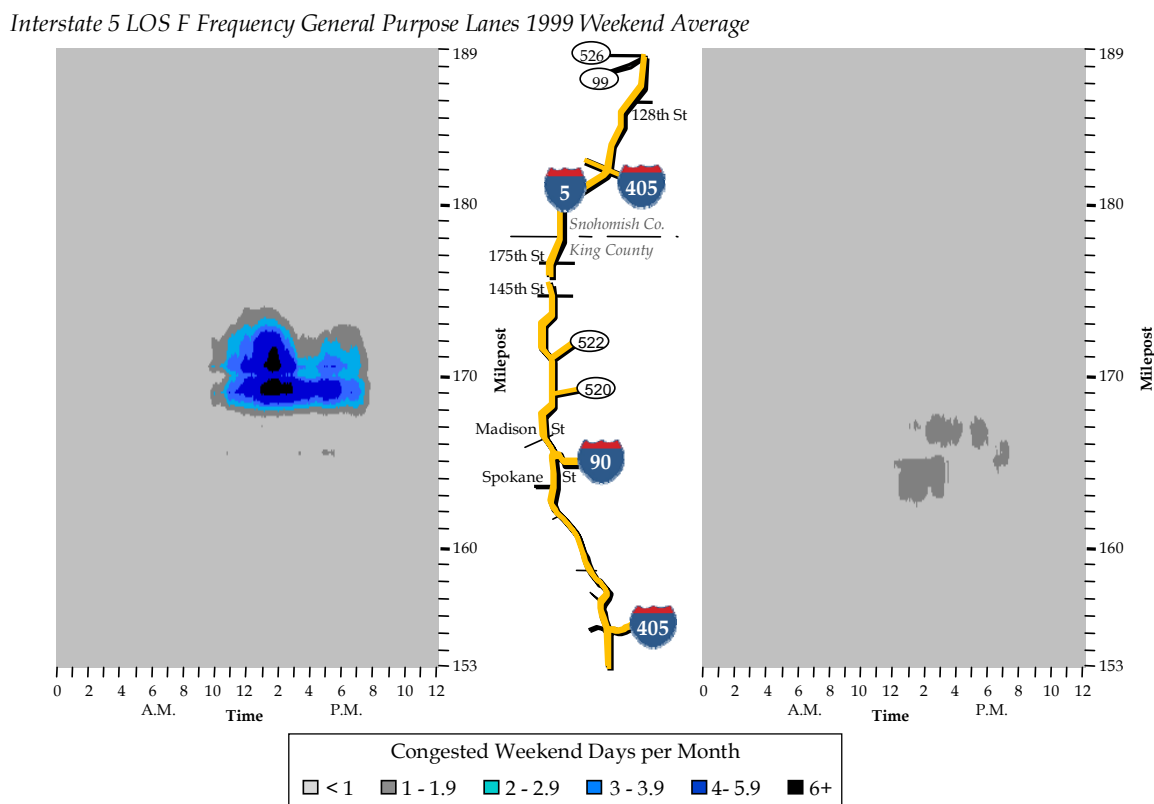 Interstate 5 LOS F Frequency General Purpose Lanes 1999 Weekend Average
189
180
170
160
153
Milepost
0 2 4 6 8 10 12 2 4 6 8 10 12
A.M. Time P.M.
526
99
128th St
5
405
Snohomish Co.
King County
175th St
145th St
522
520
Madison St
90
Spokane St
405
189
180
170
160
153
Milepost
0 2 4 6 8 10 12 2 4 6 8 10 12
A.M. Time P.M.
Congested Weekend Days per Month
< 1 1 - 1.9 2 - 2.9 3 - 3.9 4- 5.9 6+